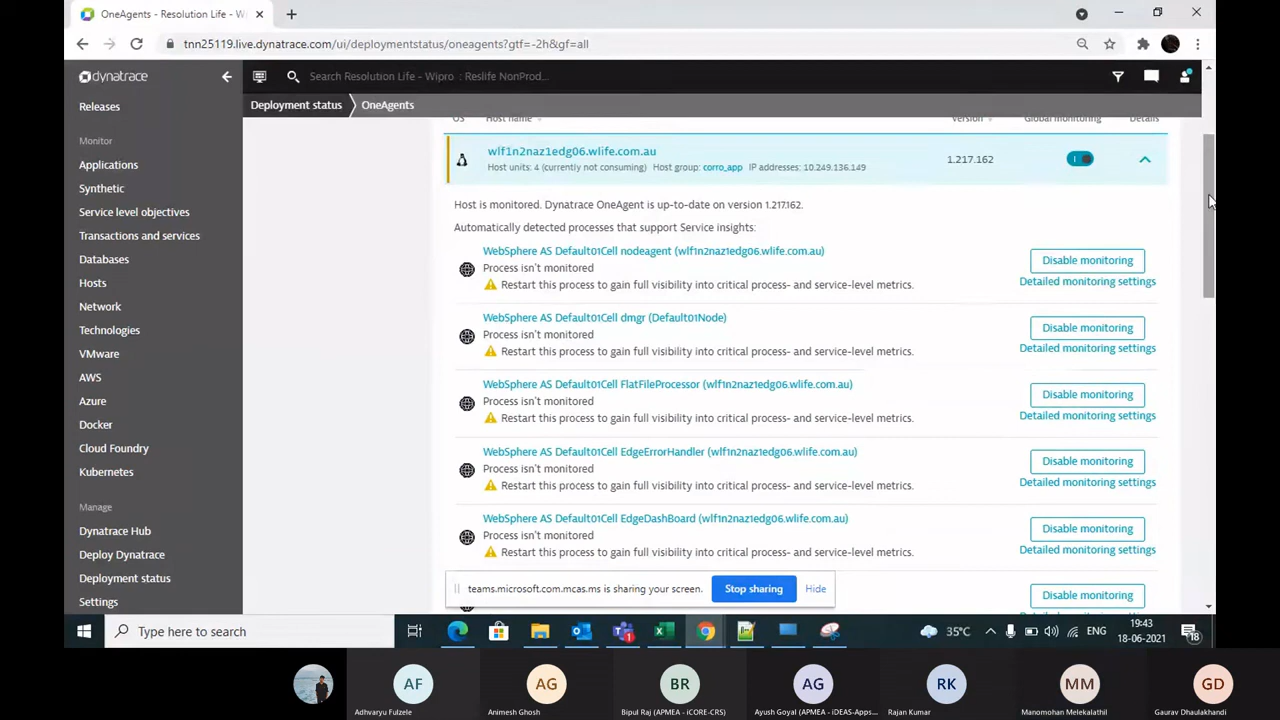 OneAgents - Resolution Life - Wi
tnn25119.live.dynatrace.com/ui/deploymentstatus/oneagents?gtf=-2h&gf=all
dynatrace
Search Resolution Life - Wipro : Reslife NonProd...
Releases
Monitor
Applications
Synthetic
Service level objectives
Transactions and services
Databases
Hosts
Network
Technologies
VMware
AWS
Azure
Docker
Cloud Foundry
Kubernetes
Manage
Dynatrace Hub
Deploy Dynatrace
Deployment status
Settings
Deployment status OneAgents
OS Host name Version Global monitoring Details
wlf1n2naz1edg06.wlife.com.au
Host units: 4 (currently not consuming) Host group: corro_app IP addresses: 10.249.136.149
1.217.162
Host is monitored. Dynatrace OneAgent is up-to-date on version 1.217.162.
Automatically detected processes that support Service insights:
WebSphere AS Default01Cell nodeagent (wlf1n2naz1edg06.wlife.com.au)
Process isn't monitored
Restart this process to gain full visibility into critical process- and service-level metrics.
Disable monitoring
Detailed monitoring settings
WebSphere AS Default01Cell dmgr (Default01Node)
Process isn't monitored
Restart this process to gain full visibility into critical process- and service-level metrics.
Disable monitoring
Detailed monitoring settings
WebSphere AS Default01Cell FlatFileProcessor (wlf1n2naz1edg06.wlife.com.au)
Process isn't monitored
Restart this process to gain full visibility into critical process- and service-level metrics.
Disable monitoring
Detailed monitoring settings
WebSphere AS Default01Cell EdgeErrorHandler (wlf1n2naz1edg06.wlife.com.au)
Process isn't monitored
Restart this process to gain full visibility into critical process- and service-level metrics.
Disable monitoring
Detailed monitoring settings
WebSphere AS Default01Cell EdgeDashBoard (wlf1n2naz1edg06.wlife.com.au)
Process isn't monitored
Restart this process to gain full visibility into critical process- and service-level metrics.
Disable monitoring
Detailed monitoring settings
Disable monitoring
teams.microsoft.com.mcas.ms is sharing your screen.
Stop sharing
Hide
Type here to search
35°C
ENG
19:43
18-06-2021
18
AF
Adhvaryu Fulzele
AG
Animesh Ghosh
BR
Bipul Raj (APMEA - iCORE-CRS)
AG
Ayush Goyal (APMEA - iDEAS-Apps...
RK
Rajan Kumar
MM
Manomohan Melekalathil
GD
Gaurav Dhaulakhandi